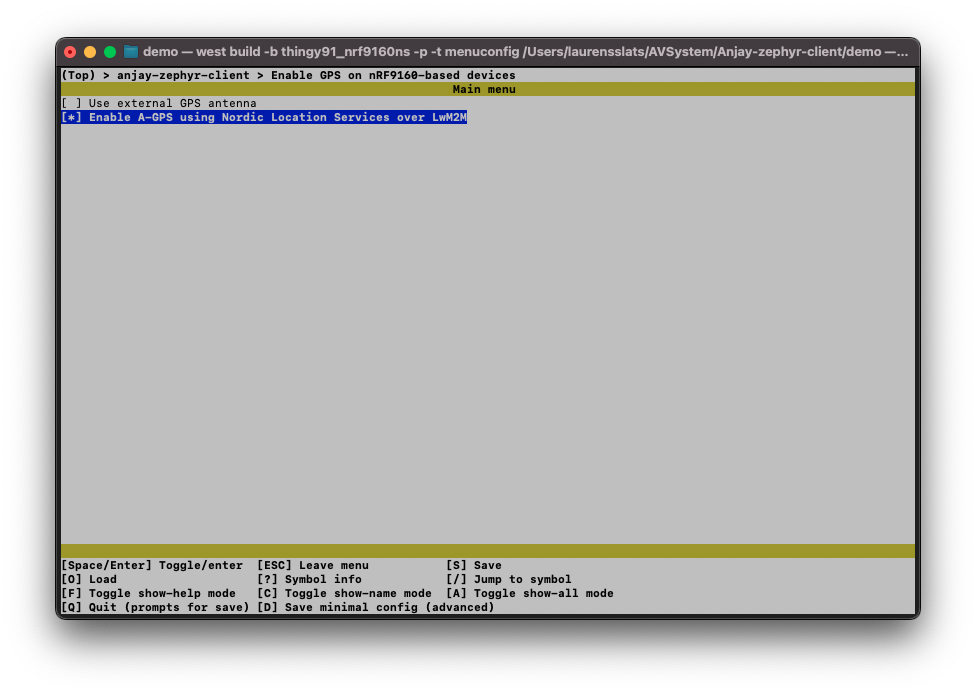 demo — west build -b thingy91_nrf9160ns -p -t menuconfig /Users/laurensslats/AVSystem/Anjay-zephyr-client/demo —...
(Top) > anjay-zephyr-client > Enable GPS on nRF9160-based devices
Main menu
[ ] Use external GPS antenna
[*] Enable A-GPS using Nordic Location Services over LwM2M
[Space/Enter] Toggle/enter [ESC] Leave menu [S] Save
[O] Load [?] Symbol info [/] Jump to symbol
[F] Toggle show-help mode [C] Toggle show-name mode [A] Toggle show-all mode
[Q] Quit (prompts for save) [D] Save minimal config (advanced)